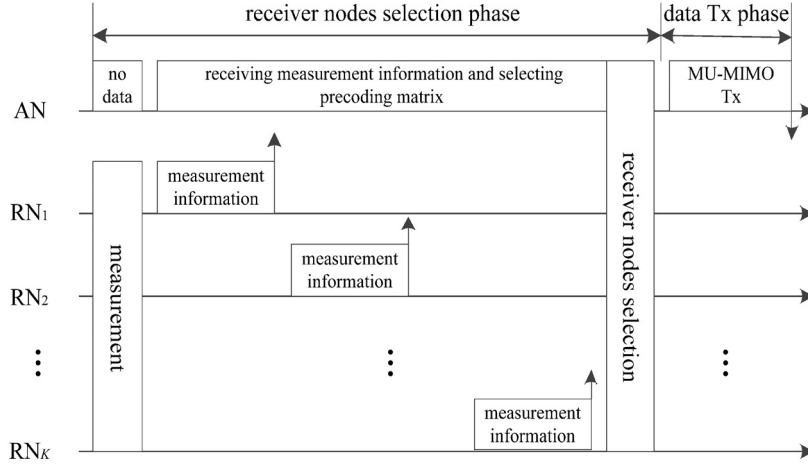 receiver nodes selection phase
data Tx phase
no
data
receiving measurement information and selecting
precoding matrix
MU-MIMO
Tx
AN
measurement
information
RN1
measurement
information
RN2
measurement
receiver nodes selection
measurement
information
RNK